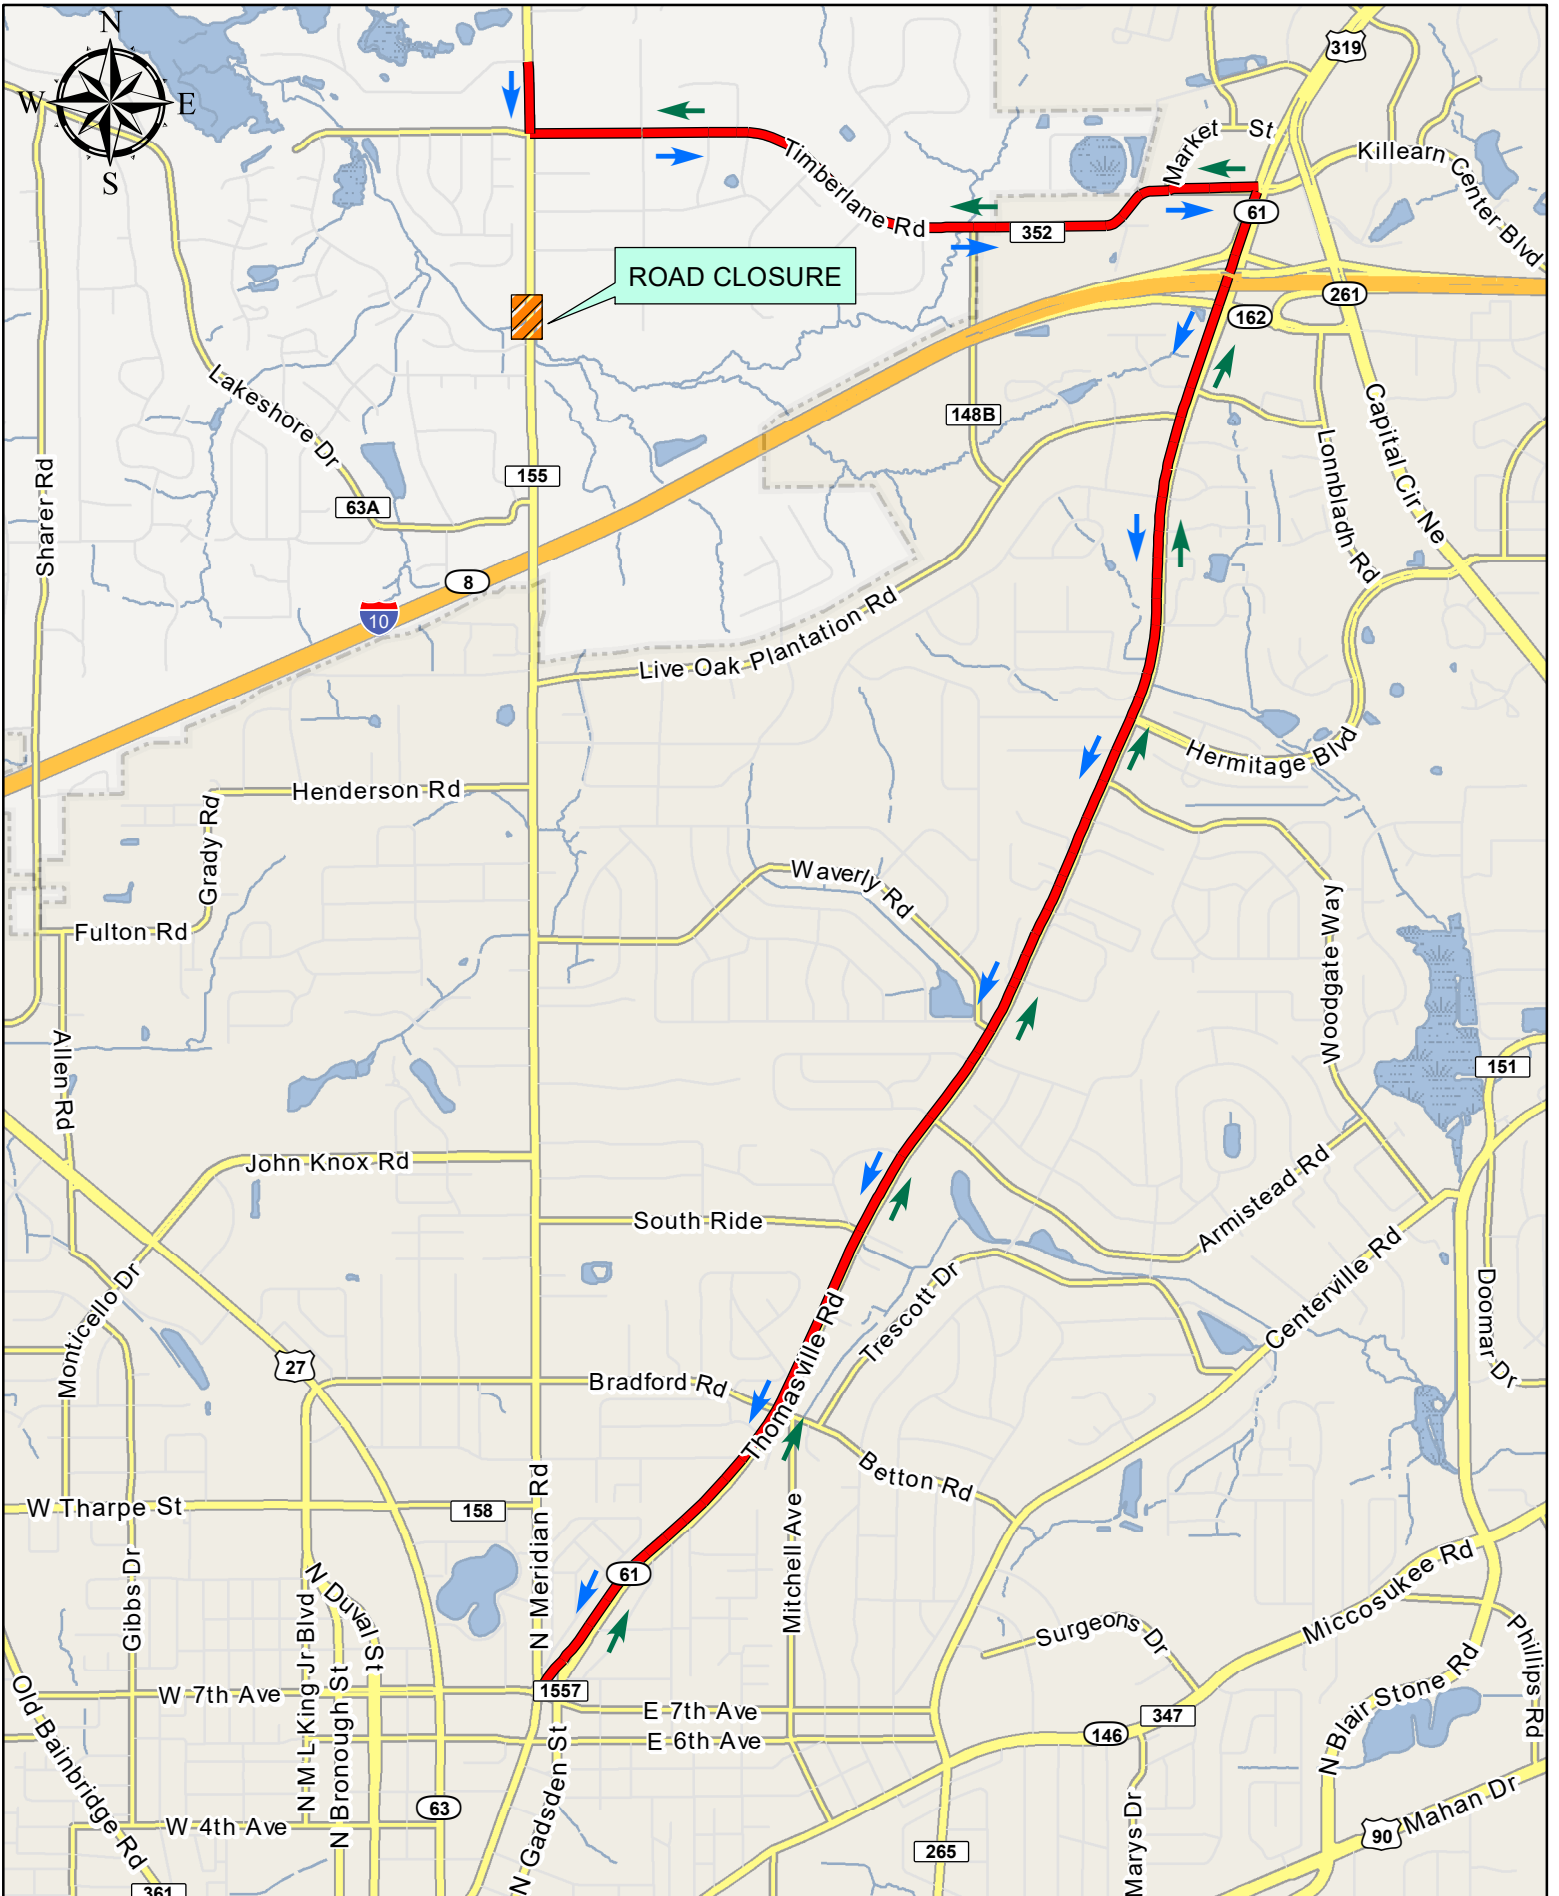 N
W
E
S
319
Market St
Killearn Center Blvd
Timberlane Rd
352
61
ROAD CLOSURE
261
162
Lakeshore Dr
148B
Capital Cir Ne
Lonnbladh Rd
155
63A
Sharer Rd
8
10
Live Oak Plantation Rd
Hermitage Blvd
Henderson Rd
Grady Rd
Waverly Rd
Fulton Rd
Woodgate Way
Allen Rd
151
John Knox Rd
Armistead Rd
South Ride
Centerville Rd
Monticello Dr
Trescott Dr
Doomar Dr
Thomasville Rd
27
Bradford Rd
Betton Rd
W Tharpe St
158
N Meridian Rd
Mitchell Ave
Gibbs Dr
N Duval St
61
Miccosukee Rd
Surgeons Dr
Phillips Rd
N M L King Jr Blvd
N Bronough St
Old Bainbridge Rd
W 7th Ave
1557
E 7th Ave
E 6th Ave
347
146
N Blair Stone Rd
N Gadsden St
63
W 4th Ave
Marys Dr
90
Mahan Dr
265
361